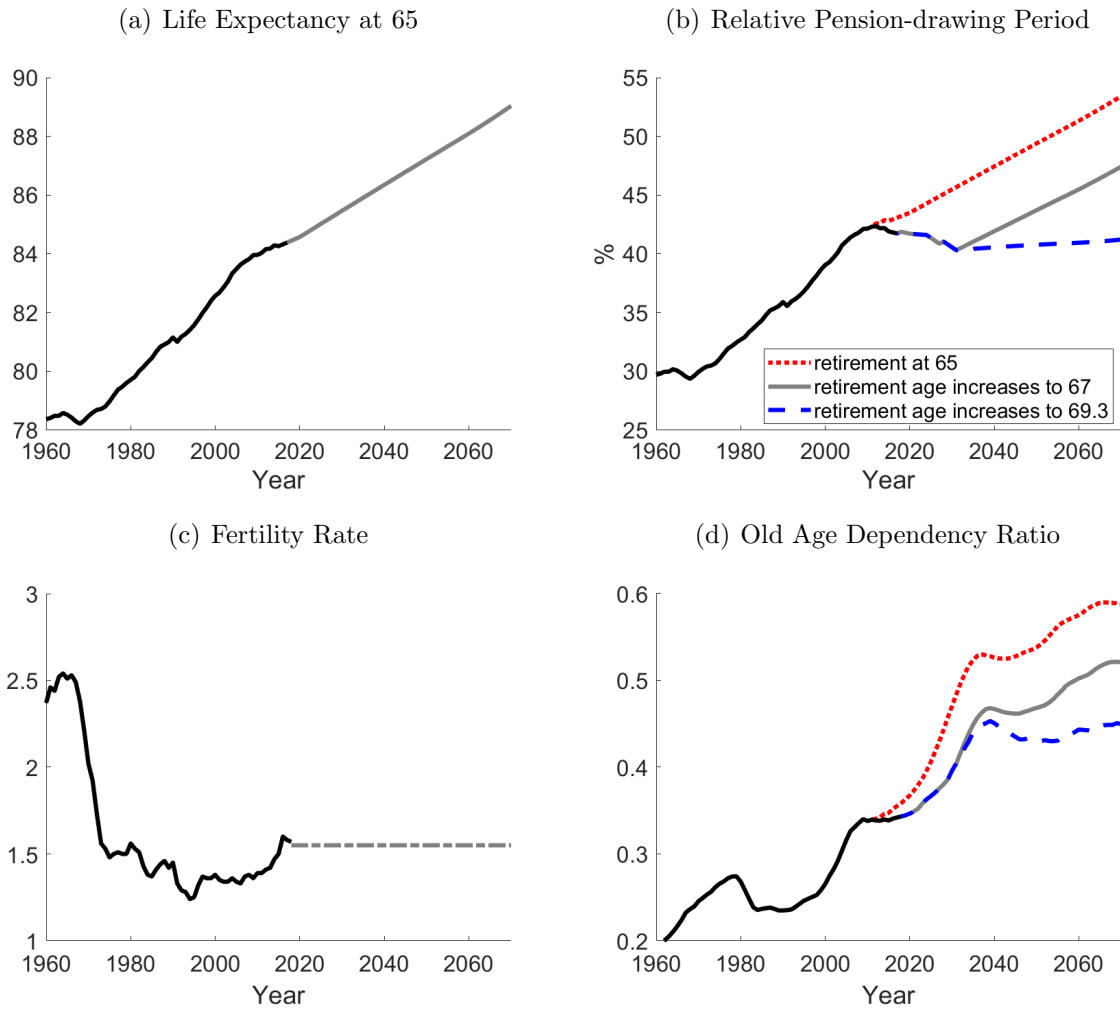 (a) Life Expectancy at 65
90
88
86
84
82
80
78
1960 1980 2000 2020 2040 2060
Year
(b) Relative Pension-drawing Period
55
50
45
40
35
30
25
%
retirement at 65
retirement age increases to 67
retirement age increases to 69.3
1960 1980 2000 2020 2040 2060
Year
(c) Fertility Rate
3
2.5
2
1.5
1
1960 1980 2000 2020 2040 2060
Year
(d) Old Age Dependency Ratio
0.6
0.5
0.4
0.3
0.2
1960 1980 2000 2020 2040 2060
Year